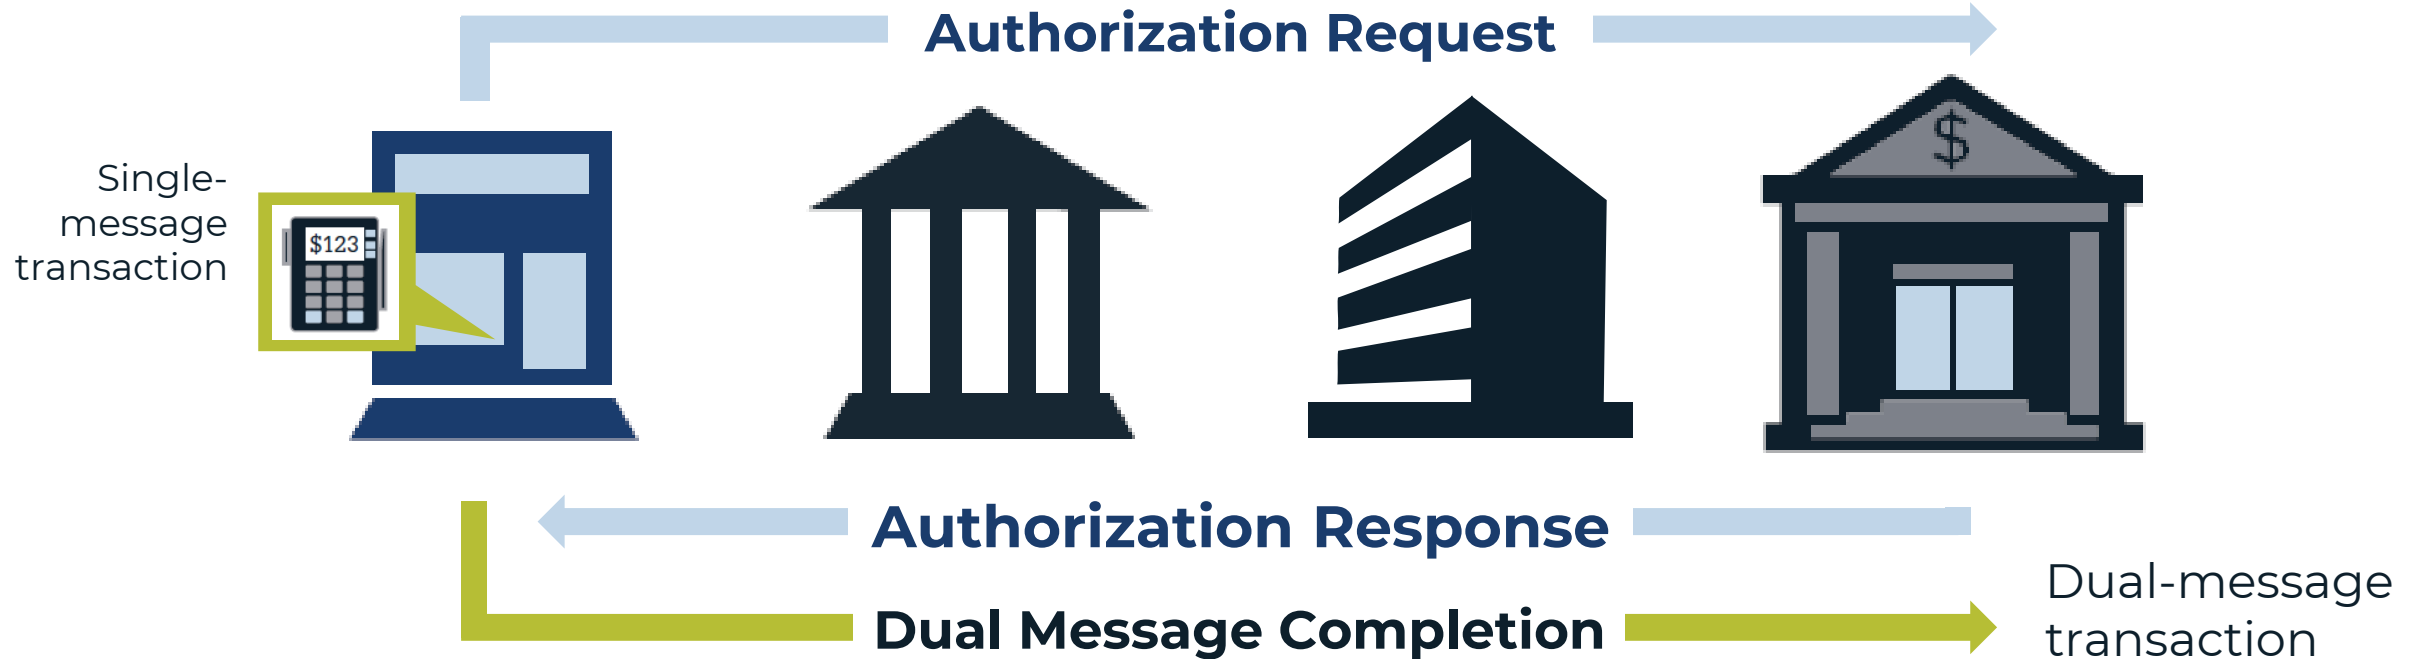 Authorization Request
$
Single-
message
transaction
$123
Authorization Response
Dual Message Completion
Dual-message
transaction